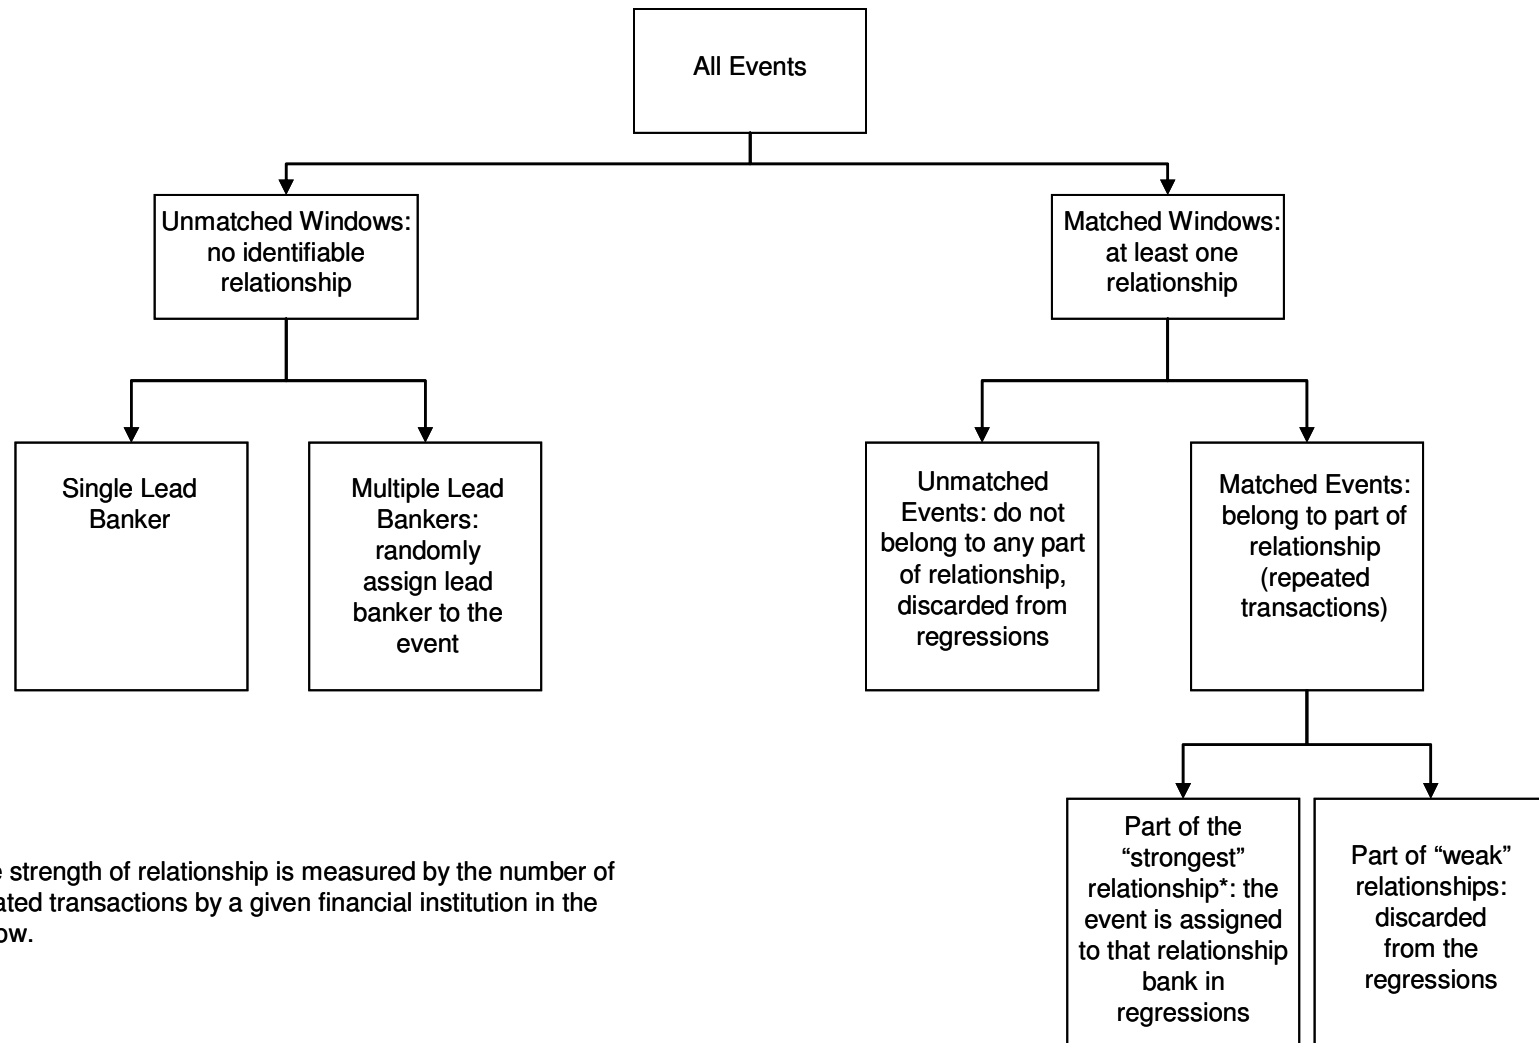 All Events
Unmatched Windows:
no identifiable
relationship
Matched Windows:
at least one
relationship
Single Lead
Banker
Multiple Lead
Bankers:
randomly
assign lead
banker to the
event
Unmatched
Events: do not
belong to any part
of relationship,
discarded from
regressions
Matched Events:
belong to part of
relationship
(repeated
transactions)
Part of the
“strongest”
relationship*: the
event is assigned
to that relationship
bank in
regressions
Part of “weak”
relationships:
discarded
from the
regressions
strength of relationship is measured by the number of
transactions by a given financial institution in the